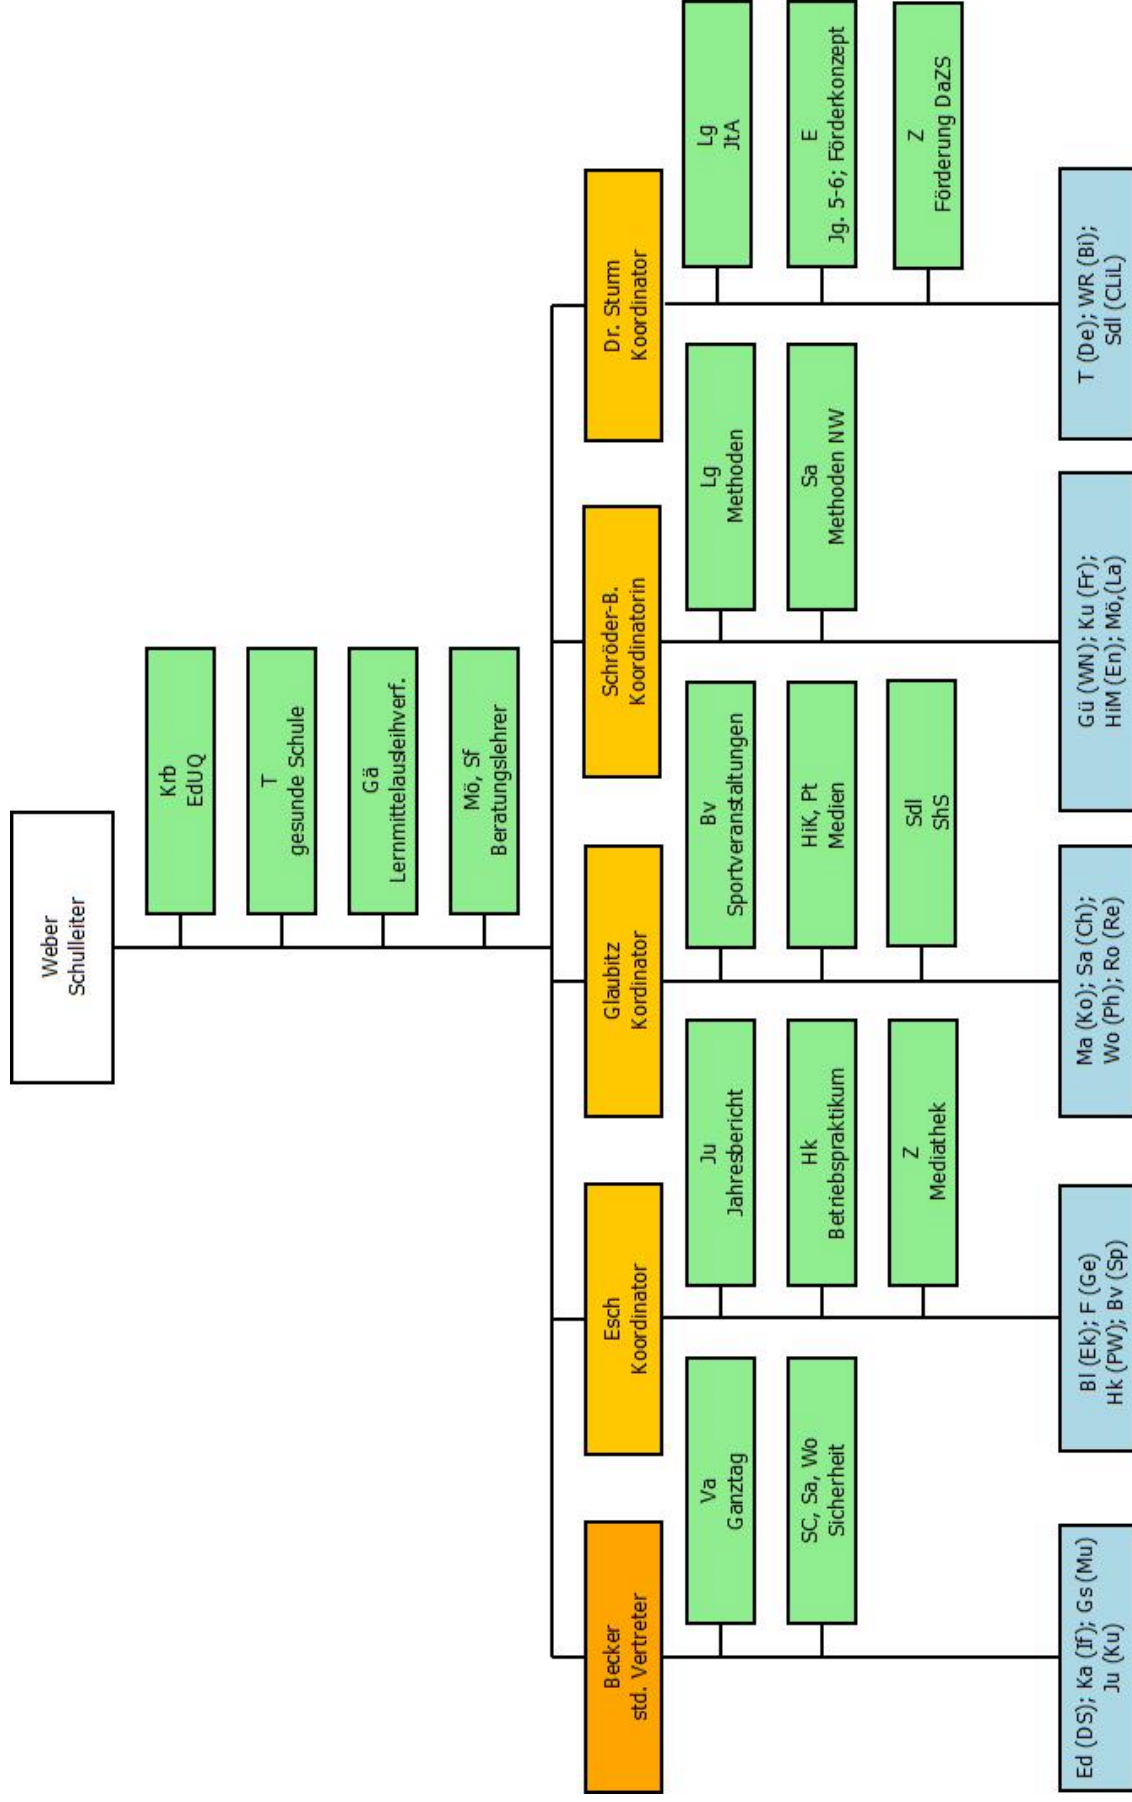 Weber
Schulleiter
Krb
EdUQ
T
gesunde Schule
Gä
Lernmittelausleihverf.
Mö, Sf
Beratungslehrer
Becker
std. Vertreter
Esch
Koordinator
Glaubitz
Kordinator
Schröder-B.
Koordinatorin
Dr. Sturm
Koordinator
Va
Ganztag
SC, Sa, Wo
Sicherheit
Ju
Jahresbericht
Hk
Betriebspraktikum
Z
Mediathek
Bv
Sportveranstaltungen
HiK, Pt
Medien
Sdl
ShS
Lg
Methoden
Sa
Methoden NW
Lg
JtA
E
Jg. 5-6; Förderkonzept
Z
Förderung DaZS
Ed (DS); Ka (If); Gs (Mu)
Ju (Ku)
Bl (Ek); F (Ge)
Hk (PW); Bv (Sp)
Ma (Ko); Sa (Ch);
Wo (Ph); Ro (Re)
Gü (WN); Ku (Fr);
HiM (En); Mö,(La)
T (De); WR (Bi);
Sdl (CLiL)